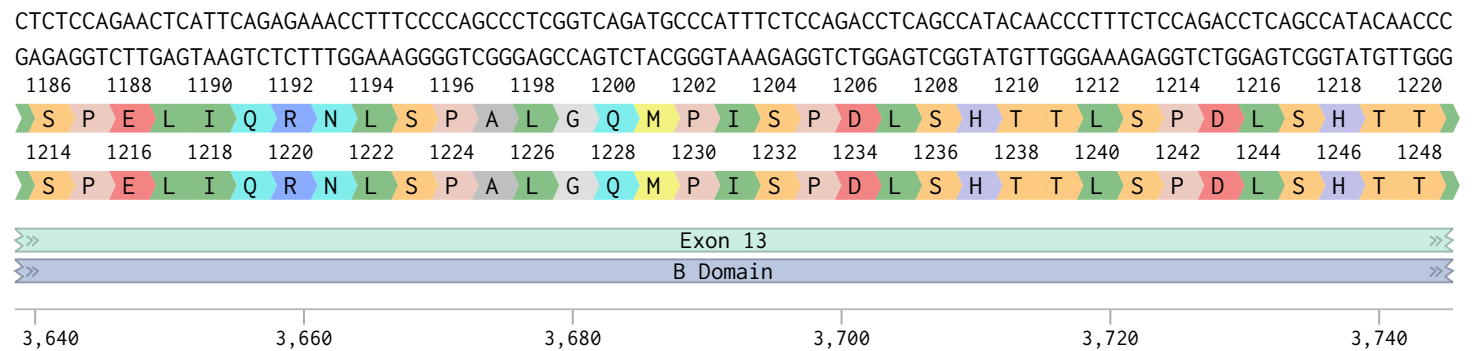 CTCTCCAGAACTCATTCAGAGAAACCTTTCCCCAGCCCTCGGTCAGATGCCCATTTCTCCAGACCTCAGCCATACAACCCTTTCTCCAGACCTCAGCCATACAACCC
GAGAGGTCTTGAGTAAGTCTCTTTGGAAAGGGGTCGGGAGCCAGTCTACGGGTAAAGAGGTCTGGAGTCGGTATGTTGGGAAAGAGGTCTGGAGTCGGTATGTTGGG
1186 1188 1190 1192 1194 1196 1198 1200 1202 1204 1206 1208 1210 1212 1214 1216 1218 1220
S P E L I Q R N L S P A L G Q M P I S P D L S H T T L S P D L S H T T
1214 1216 1218 1220 1222 1224 1226 1228 1230 1232 1234 1236 1238 1240 1242 1244 1246 1248
S P E L I Q R N L S P A L G Q M P I S P D L S H T T L S P D L S H T T
Exon 13
B Domain
3,640 3,660 3,680 3,700 3,720 3,740